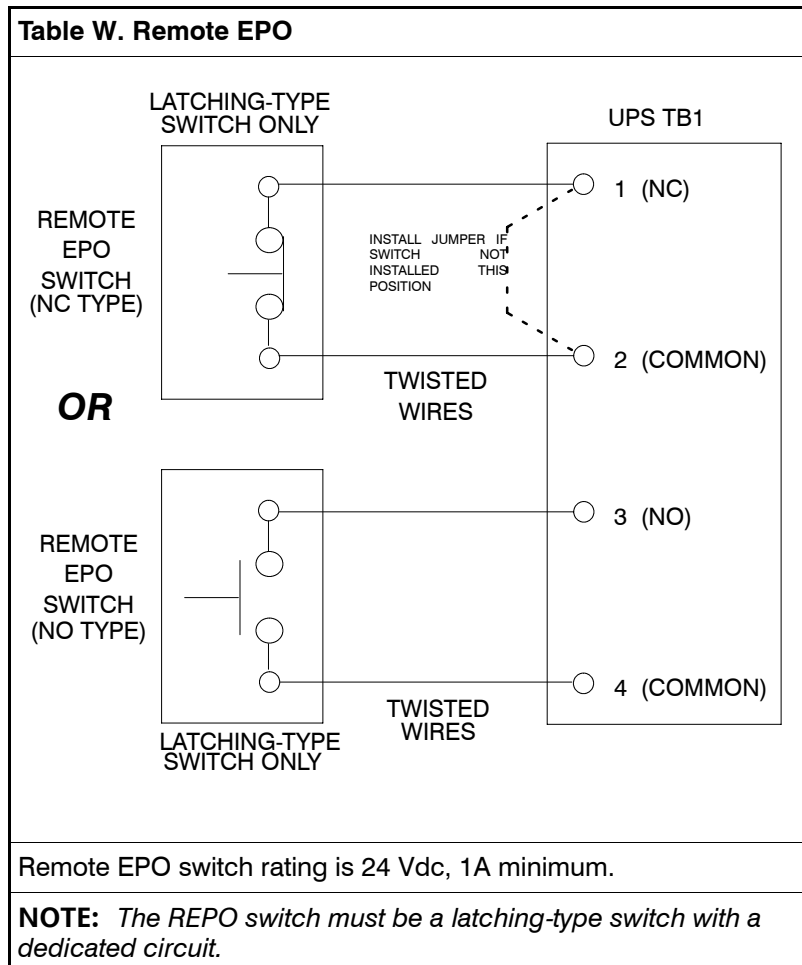 Table W. Remote EPO
LATCHING-TYPE
SWITCH ONLY
UPS TB1
REMOTE
EPO
SWITCH
(NC TYPE)
1 (NC)
INSTALL JUMPER IF
SWITCH NOT
INSTALLED THIS
POSITION
2 (COMMON)
TWISTED
WIRES
OR
REMOTE
EPO
SWITCH
(NO TYPE)
3 (NO)
4 (COMMON)
TWISTED
WIRES
LATCHING-TYPE
SWITCH ONLY
Remote EPO switch rating is 24 Vdc, 1A minimum.
NOTE: The REPO switch must be a latching-type switch with a
dedicated circuit.